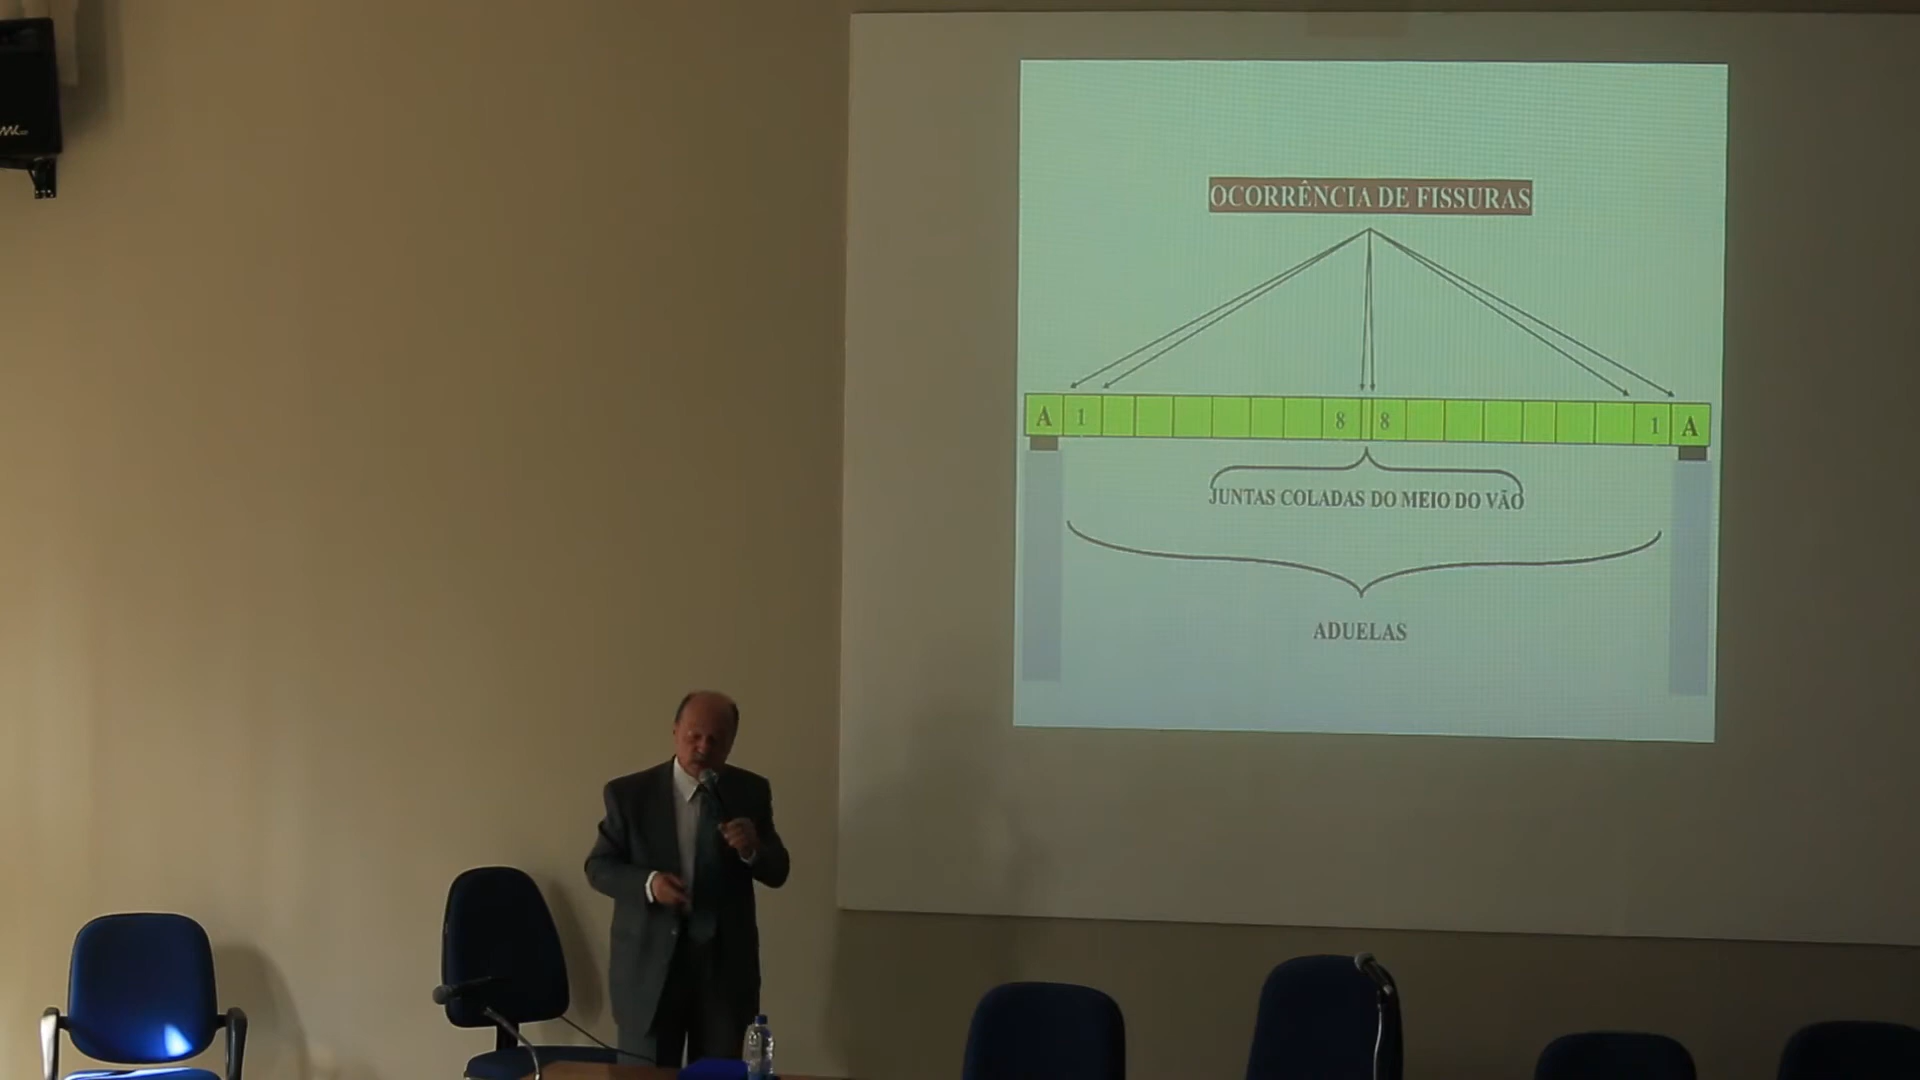 OCORRÊNCIA DE FISSURAS
A 1 8 8 1 A
JUNTAS COLADAS DO MEIO DO VÃO
ADUELAS